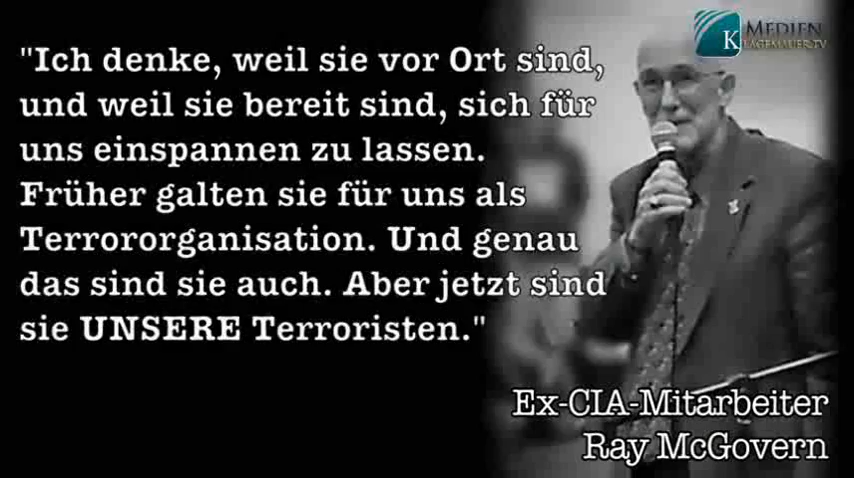 MEDIEN
KLAGEMAUER.TV
"Ich denke, weil sie vor Ort sind,
und weil sie bereit sind, sich für
uns einspannen zu lassen.
Früher galten sie für uns als
Terrororganisation. Und genau
das sind sie auch. Aber jetzt sind
sie UNSERE Terroristen."
Ex-CIA-Mitarbeiter
Ray McGovern